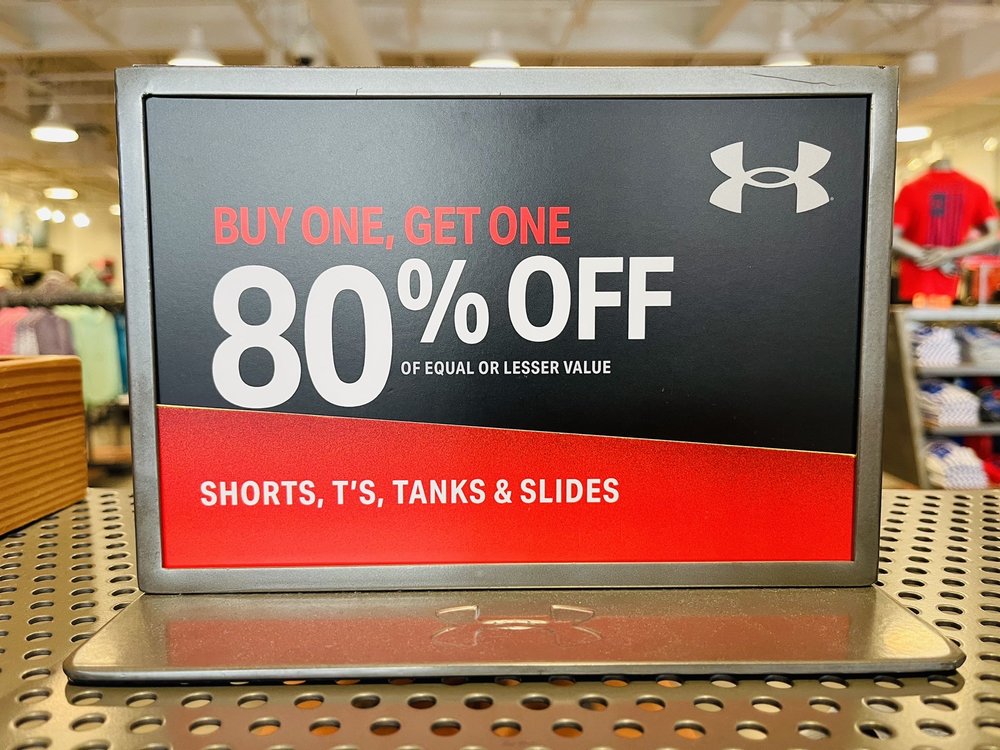 BUY ONE, GET ONE
80% OFF
OF EQUAL OR LESSER VALUE
SHORTS, T'S, TANKS & SLIDES